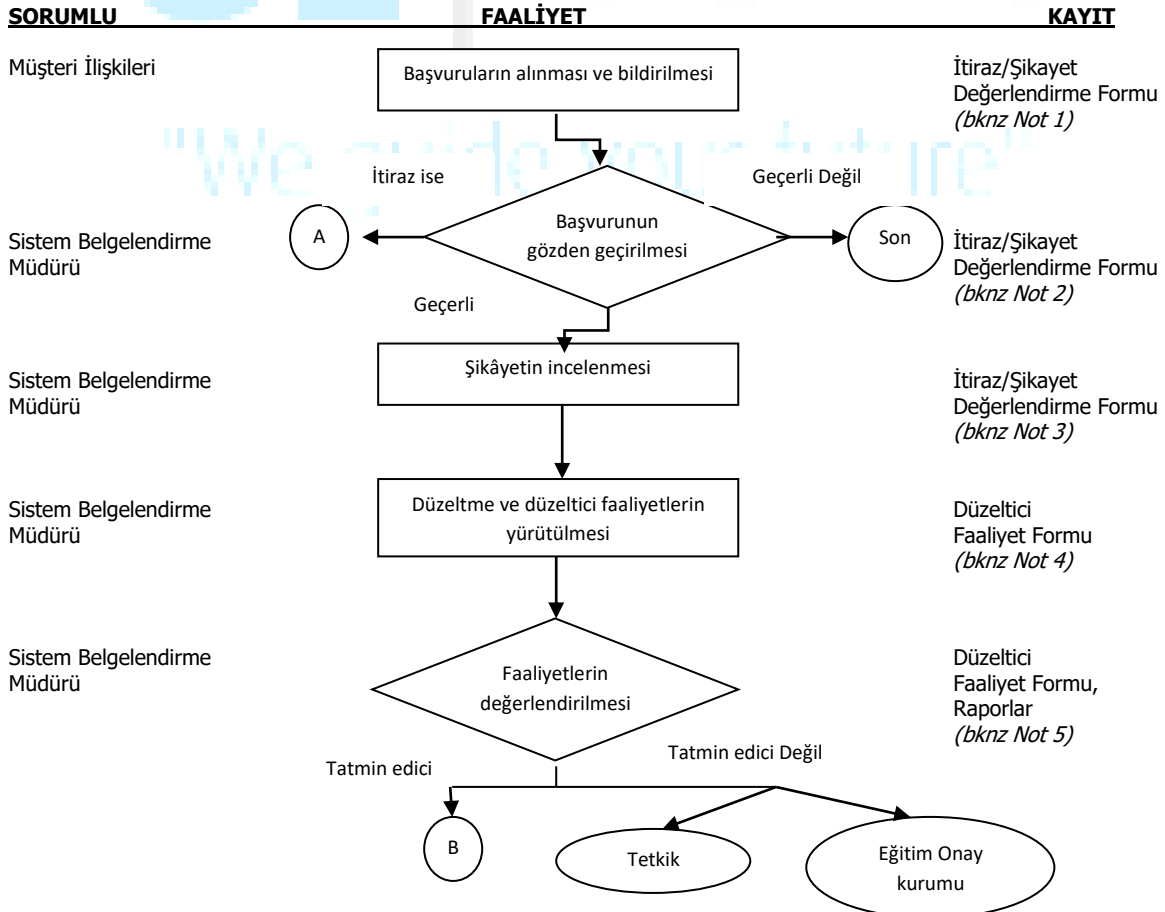 SORUMLU FAALİYET KAYIT
Müşteri İlişkileri
Başvuruların alınması ve bildirilmesi
İtiraz/Şikayet
Değerlendirme Formu
(bknz Not 1)
"We guide your future"
İtiraz ise
Geçerli Değil
Sistem Belgelendirme
Müdürü
A
Başvurunun
gözden geçirilmesi
Son
İtiraz/Şikayet
Değerlendirme Formu
(bknz Not 2)
Geçerli
Sistem Belgelendirme
Müdürü
Şikâyetin incelenmesi
İtiraz/Şikayet
Değerlendirme Formu
(bknz Not 3)
Sistem Belgelendirme
Müdürü
Düzeltme ve düzeltici faaliyetlerin
yürütülmesi
Düzeltici
Faaliyet Formu
(bknz Not 4)
Sistem Belgelendirme
Müdürü
Faaliyetlerin
değerlendirilmesi
Düzeltici
Faaliyet Formu,
Raporlar
(bknz Not 5)
Tatmin edici
Tatmin edici Değil
B
Tetkik
Eğitim Onay
kurumu